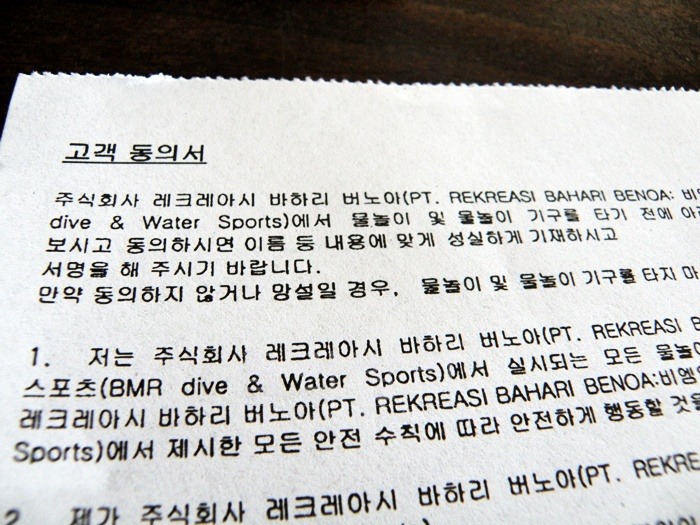 고객 동의서
주식회사 레크레아시 바하리 버노아(PT. REKREASI BAHARI BENOA: 비엠
dive & Water Sports)에서 물놀이 및 물놀이 기구를 타기 전에
보시고 동의하시면 이름 등 내용에 맞게 성실하게 기재하시고
서명을 해 주시기 바랍니다.
만약 동의하지 않거나 망설일 경우, 물놀이 및 물놀이 기구를 타지 마
1. 저는 주식회사 레크레아시 바하리 버노아(PT. REKREASI B
스포츠(BMR dive & Water Sports)에서 실시되는 모든 물놀이
레크레아시 바하리 버노아(PT. REKREASI BAHARI BENOA:비엠
Sports)에서 제시한 모든 안전 수칙에 따라 안전하게 행동할 것을
2. 제가 주식회사 레크레아시 바하리 버노아(PT. REKRE